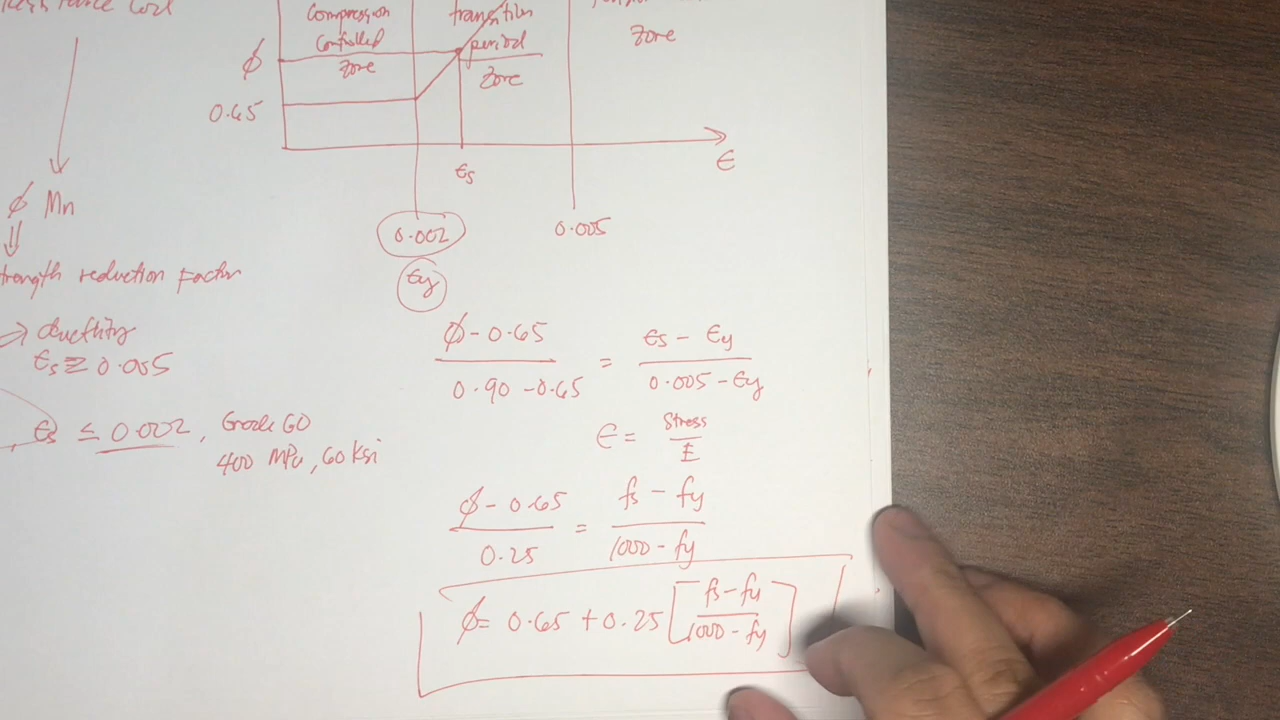 Compression
Controlled
zone
transition
period
zone
zone
ϕ
0.65
ϵ
ϵs
0.002
0.005
ϵy
ϕ Mn
trength reduction Factor
→ ductility
ϵs ≥ 0.005
ϵs ≤ 0.002, Grade 60
400 MPa, 60 ksi
(ϕ - 0.65)/(0.90 - 0.65) = (ϵs - ϵy)/(0.005 - ϵy)
ϵ = Stress/E
(ϕ - 0.65)/0.25 = (fs - fy)/(1000 - fy)
ϕ = 0.65 + 0.25 [(fs - fy)/(1000 - fy)]